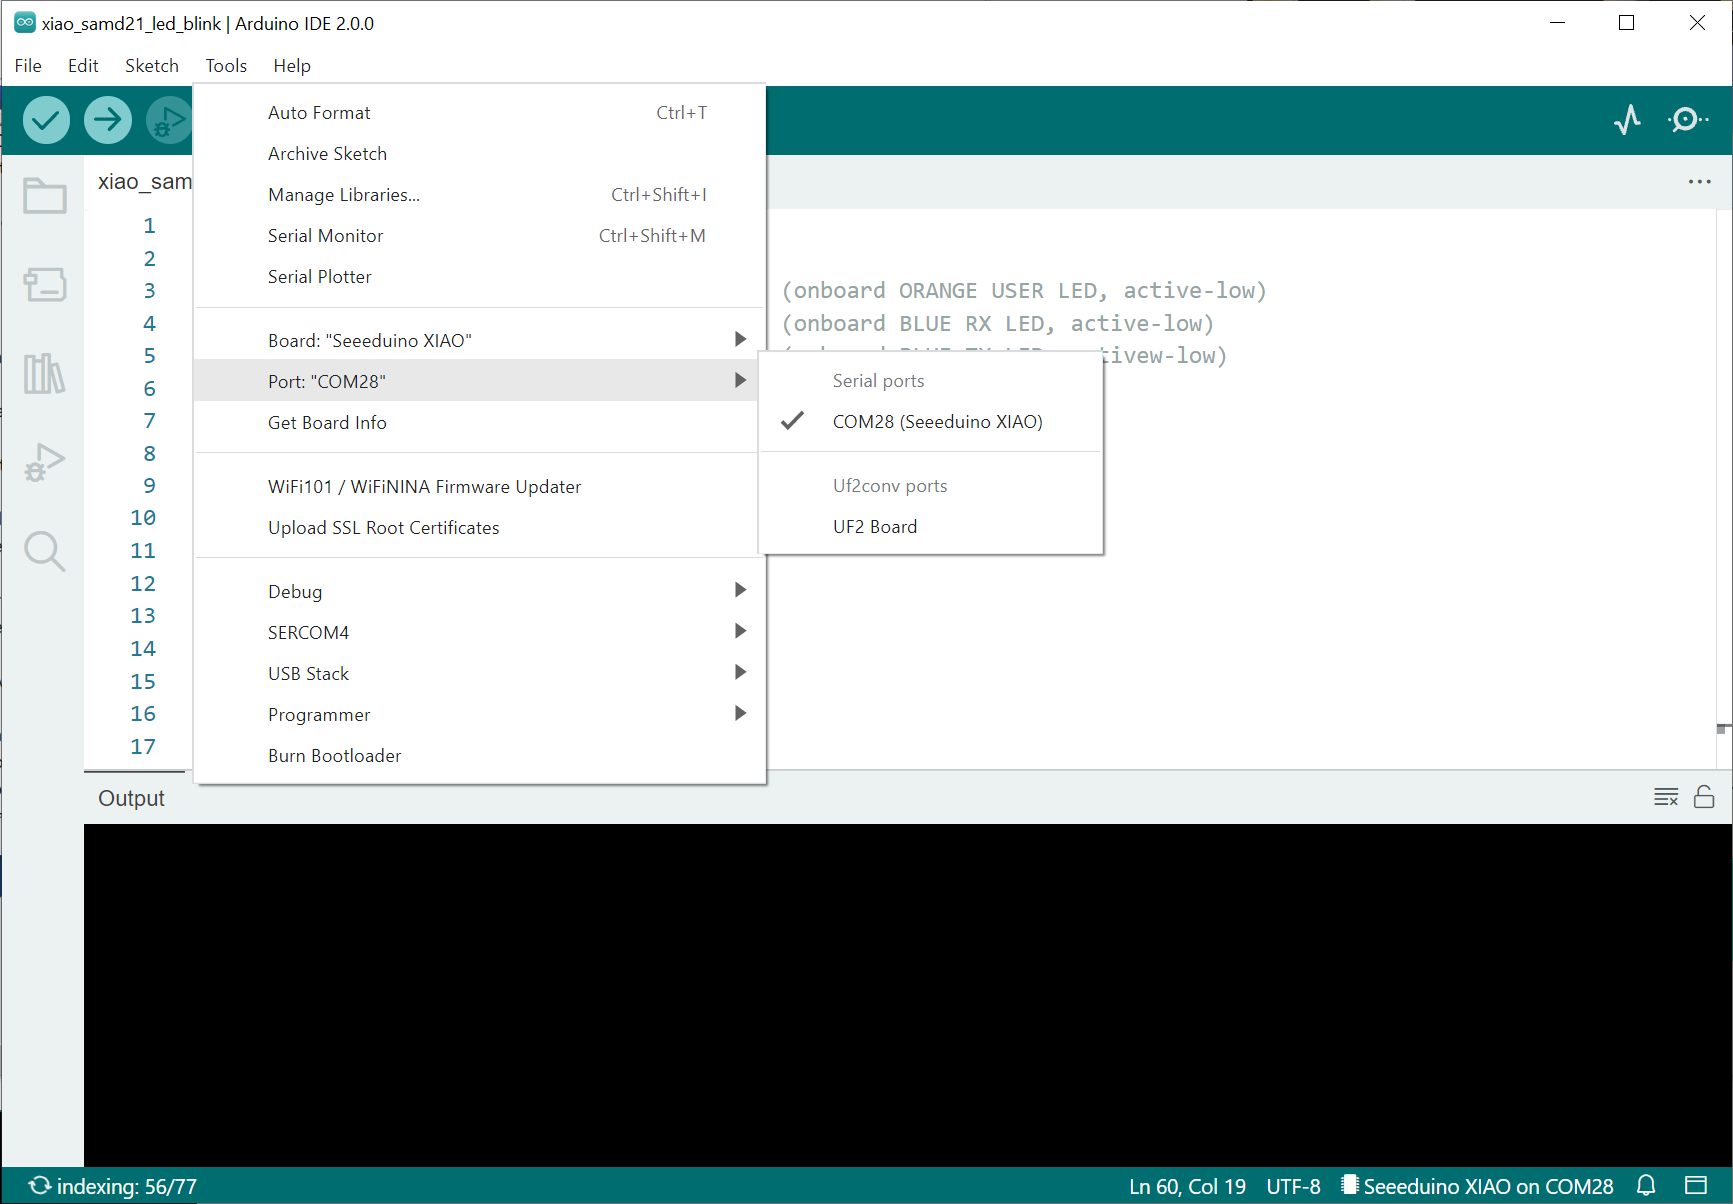 xiao_samd21_led_blink | Arduino IDE 2.0.0
File Edit Sketch Tools Help
xiao_sam
Auto Format Ctrl+T
Archive Sketch
Manage Libraries... Ctrl+Shift+I
Serial Monitor Ctrl+Shift+M
Serial Plotter
Board: "Seeeduino XIAO"
Port: "COM28"
Get Board Info
WiFi101 / WiFiNINA Firmware Updater
Upload SSL Root Certificates
Debug
SERCOM4
USB Stack
Programmer
Burn Bootloader
Serial ports
COM28 (Seeeduino XIAO)
Uf2conv ports
UF2 Board
1
2
3 (onboard ORANGE USER LED, active-low)
4 (onboard BLUE RX LED, active-low)
5 tivew-low)
6
7
8
9
10
11
12
13
14
15
16
17
Output
indexing: 56/77 Ln 60, Col 19 UTF-8 Seeeduino XIAO on COM28